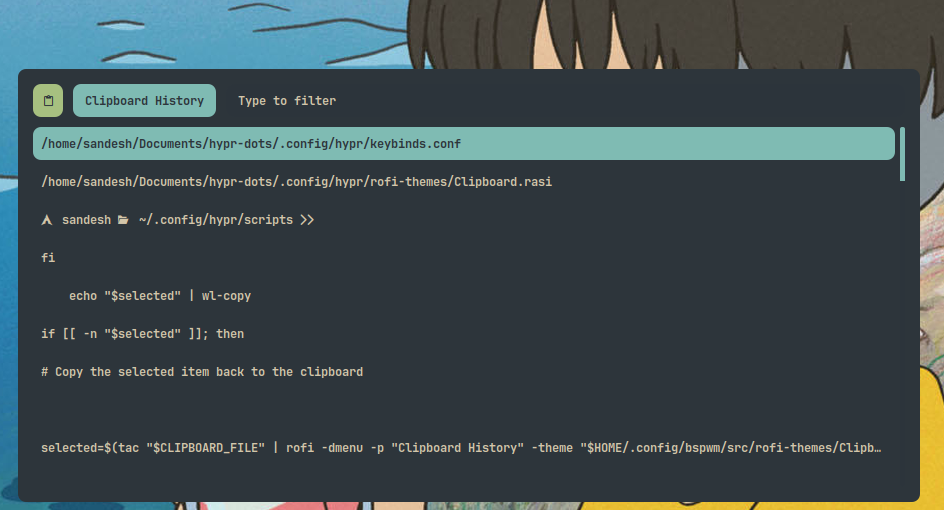 Clipboard History Type to filter
/home/sandesh/Documents/hypr-dots/.config/hypr/keybinds.conf
/home/sandesh/Documents/hypr-dots/.config/hypr/rofi-themes/Clipboard.rasi
sandesh ~/.config/hypr/scripts >>
fi
echo "$selected" | wl-copy
if [[ -n "$selected" ]]; then
# Copy the selected item back to the clipboard
selected=$(tac "$CLIPBOARD_FILE" | rofi -dmenu -p "Clipboard History" -theme "$HOME/.config/bspwm/src/rofi-themes/Clipb…